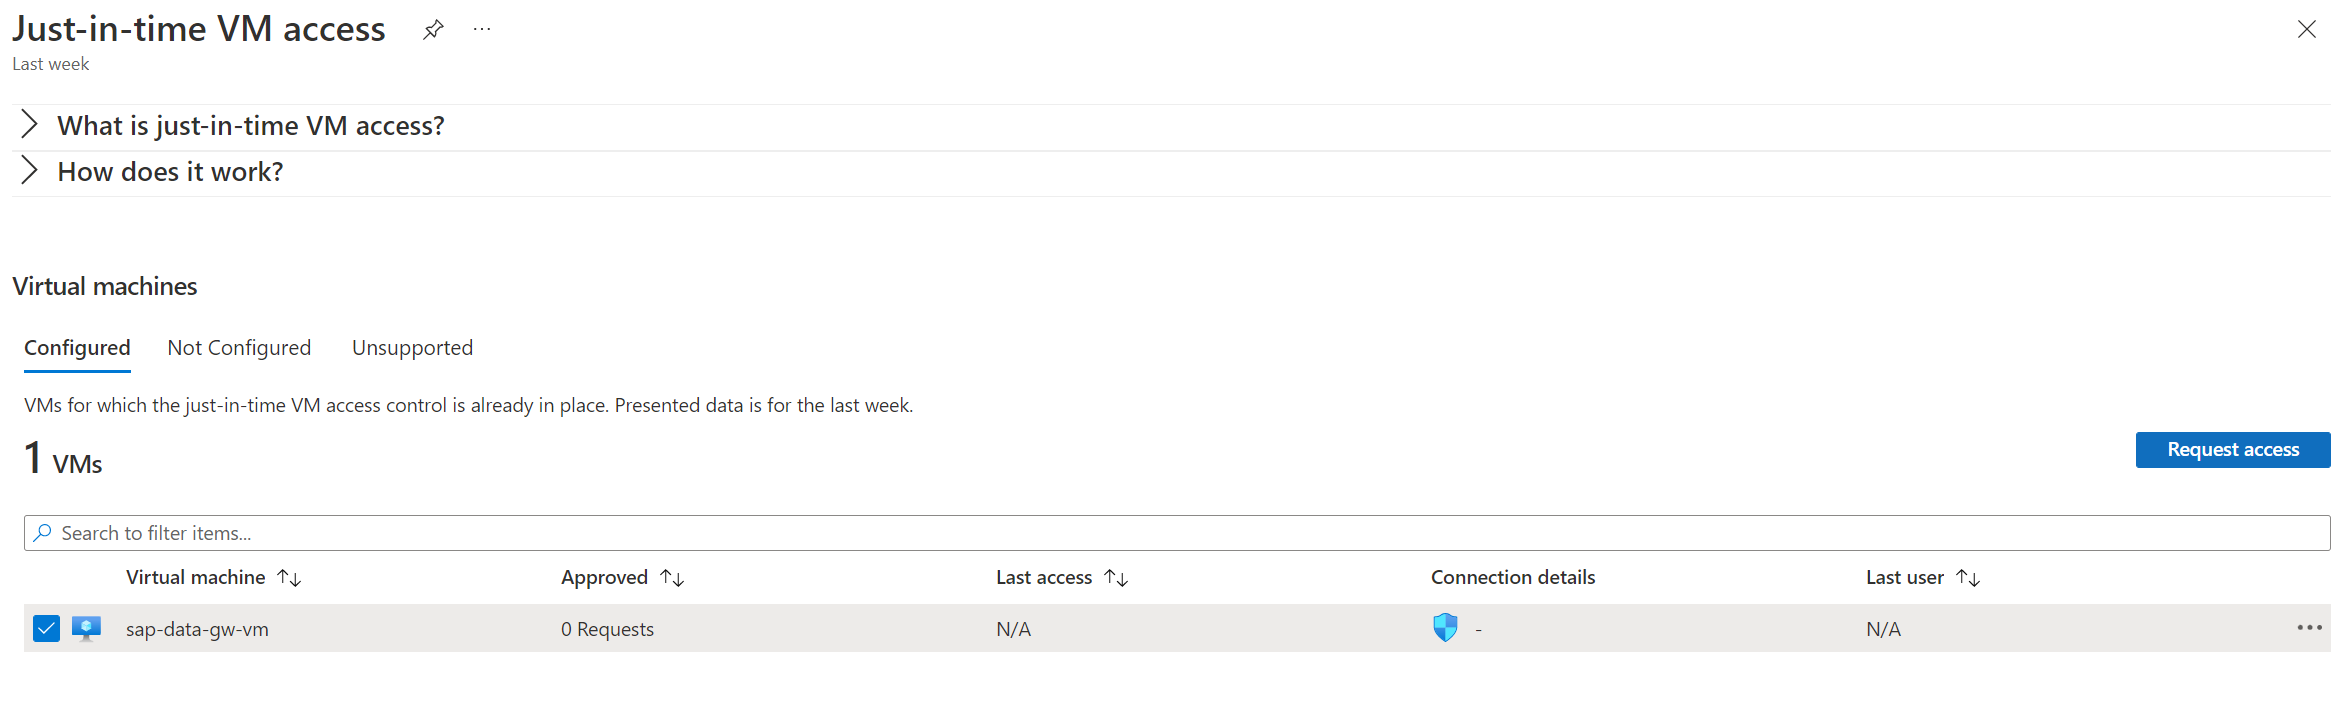 Just-in-time VM access
Last week
What is just-in-time VM access?
How does it work?
Virtual machines
Configured Not Configured Unsupported
VMs for which the just-in-time VM access control is already in place. Presented data is for the last week.
1 VMs
Request access
Search to filter items...
Virtual machine Approved Last access Connection details Last user
sap-data-gw-vm 0 Requests N/A - N/A